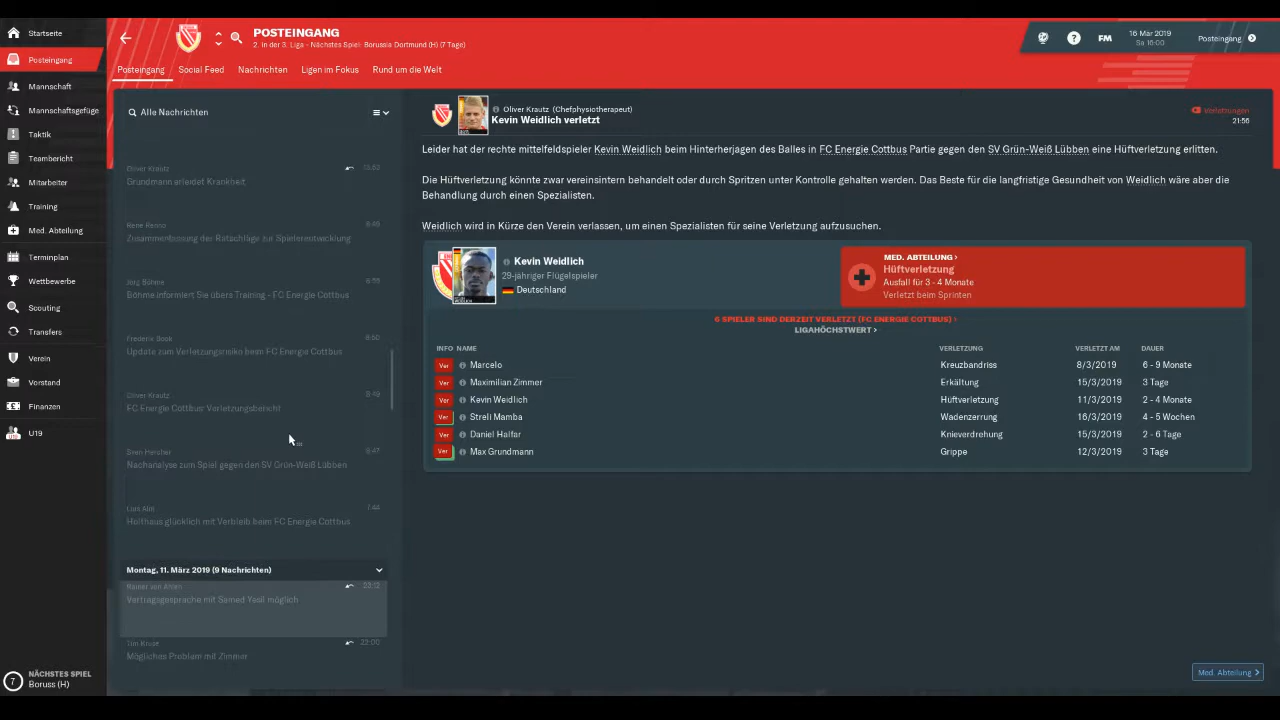 Startseite
Posteingang
Mannschaft
Mannschaftsgefüge
Taktik
Teambericht
Mitarbeiter
Training
Med. Abteilung
Terminplan
Wettbewerbe
Scouting
Transfers
Verein
Vorstand
Finanzen
U19
NÄCHSTES SPIEL
7 Boruss (H)
POSTEINGANG
2. in der 3. Liga - Nächstes Spiel: Borussia Dortmund (H) (7 Tage)
FM
16 Mar 2019
Sa 16:00
Posteingang
Posteingang Social Feed Nachrichten Ligen im Fokus Rund um die Welt
Alle Nachrichten
Oliver Krautz
Grundmann erleidet Krankheit
Rene Renno
Zusammenfassung der Ratschläge zur Spielerentwicklung
Jörg Böhme
Böhme informiert Sie übers Training - FC Energie Cottbus
Frederik Book
Update zum Verletzungsrisiko beim FC Energie Cottbus
Oliver Krautz
FC Energie Cottbus Verletzungsbericht
Nachanalyse zum Spiel gegen den SV Grün-Weiß Lübben
Holthaus glücklich mit Verbleib beim FC Energie Cottbus
Montag, 11. März 2019 (9 Nachrichten)
Vertragsgespräche mit Samed Yesil möglich
Tim Kruse 22:00
Mögliches Problem mit Zimmer
Oliver Krautz (Chefphysiotherapeut)
Kevin Weidlich verletzt
Verletzungen
21:56
Leider hat der rechte mittelfeldspieler Kevin Weidlich beim Hinterherjagen des Balles in FC Energie Cottbus Partie gegen den SV Grün-Weiß Lübben eine Hüftverletzung erlitten.
Die Hüftverletzung könnte zwar vereinsintern behandelt oder durch Spritzen unter Kontrolle gehalten werden. Das Beste für die langfristige Gesundheit von Weidlich wäre aber die
Behandlung durch einen Spezialisten.
Weidlich wird in Kürze den Verein verlassen, um einen Spezialisten für seine Verletzung aufzusuchen.
Kevin Weidlich
29-jähriger Flügelspieler
Deutschland
MED. ABTEILUNG
Hüftverletzung
Ausfall für 3 - 4 Monate
Verletzt beim Sprinten
6 SPIELER SIND DERZEIT VERLETZT (FC ENERGIE COTTBUS)
LIGAHÖCHSTWERT
INFO NAME VERLETZUNG VERLETZT AM DAUER
Ver Marcelo Kreuzbandriss 8/3/2019 6 - 9 Monate
Ver Maximilian Zimmer Erkältung 15/3/2019 3 Tage
Ver Kevin Weidlich Hüftverletzung 11/3/2019 2 - 4 Monate
Ver Streli Mamba Wadenzerrung 16/3/2019 4 - 5 Wochen
Ver Daniel Halfar Knieverdrehung 15/3/2019 2 - 6 Tage
Ver Max Grundmann Grippe 12/3/2019 3 Tage
Med. Abteilung